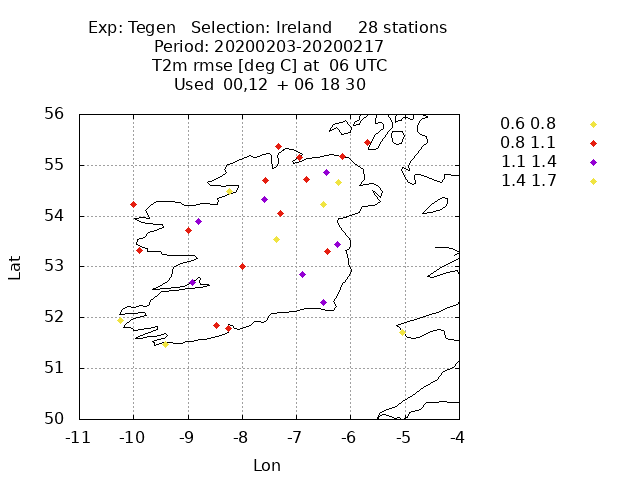 Exp: Tegen Selection: Ireland 28 stations
Period: 20200203-20200217
T2m rmse [deg C] at 06 UTC
Used 00,12 + 06 18 30
0.6 0.8
0.8 1.1
1.1 1.4
1.4 1.7
56
55
54
53
52
51
50
Lat
-11 -10 -9 -8 -7 -6 -5 -4
Lon